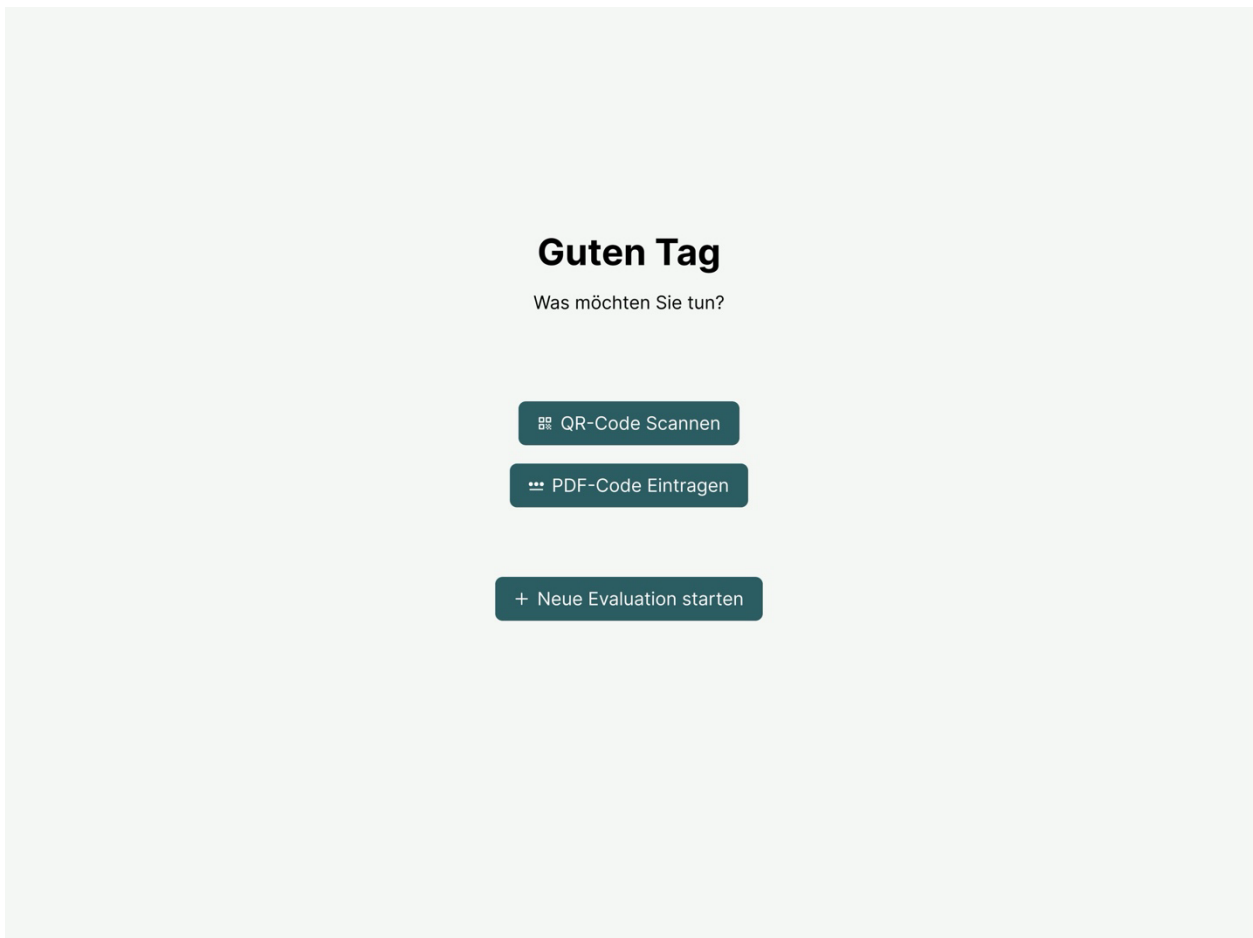 Guten Tag
Was möchten Sie tun?
QR-Code Scannen
PDF-Code Eintragen
+ Neue Evaluation starten